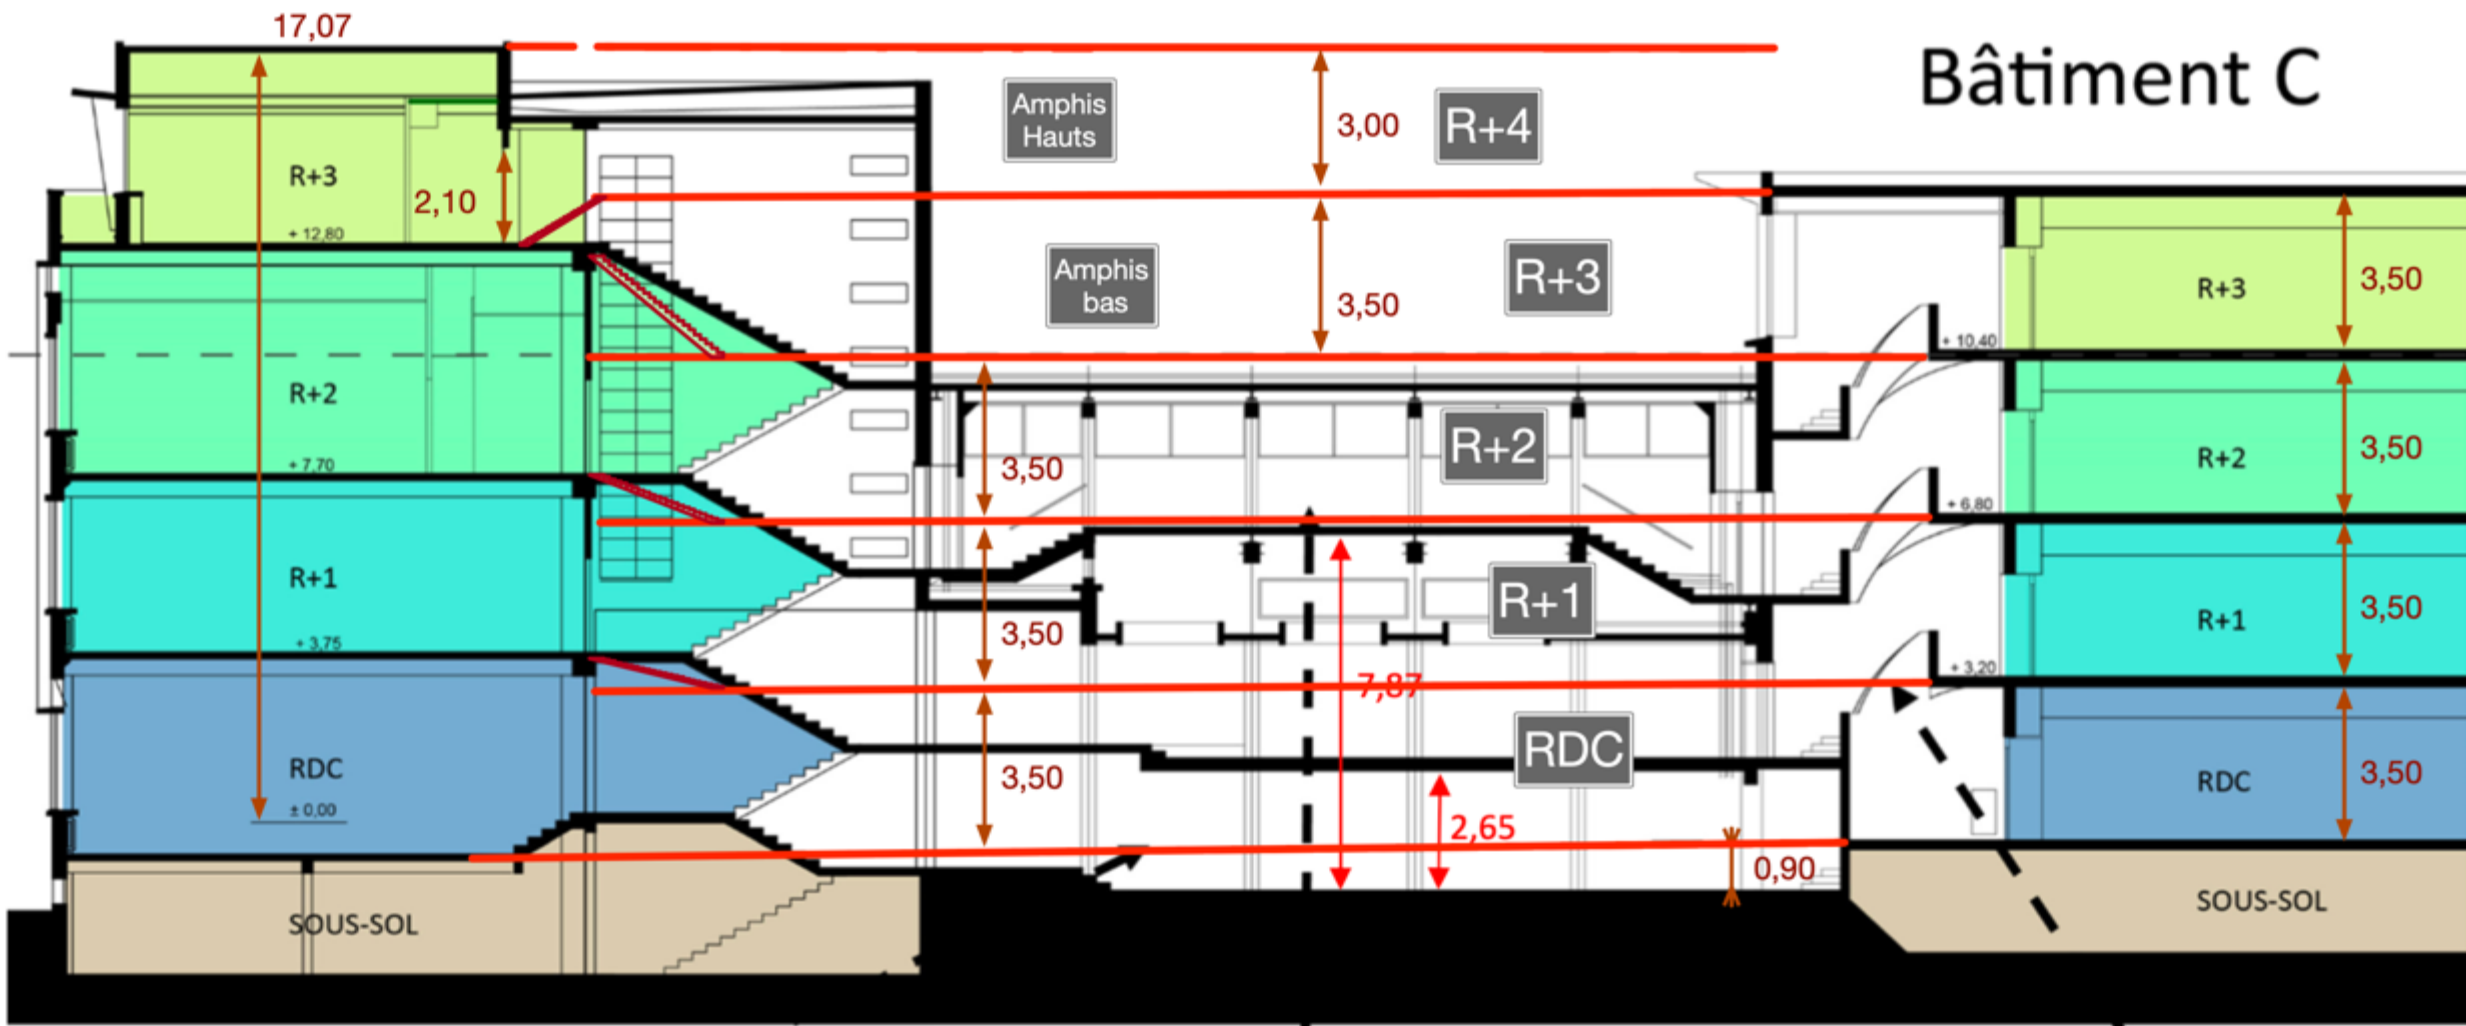 17,07
Bâtiment C
Amphis
Hauts
3,00
R+4
R+3
2,10
+ 12,80
Amphis
bas
R+3
3,50
R+3
3,50
+ 10,40
R+2
+ 7,70
3,50
R+2
+ 6,80
R+2
3,50
R+1
+ 3,75
3,50
R+1
+ 3,20
R+1
3,50
7,87
RDC
± 0,00
3,50
RDC
2,65
RDC
3,50
0,90
SOUS-SOL
SOUS-SOL